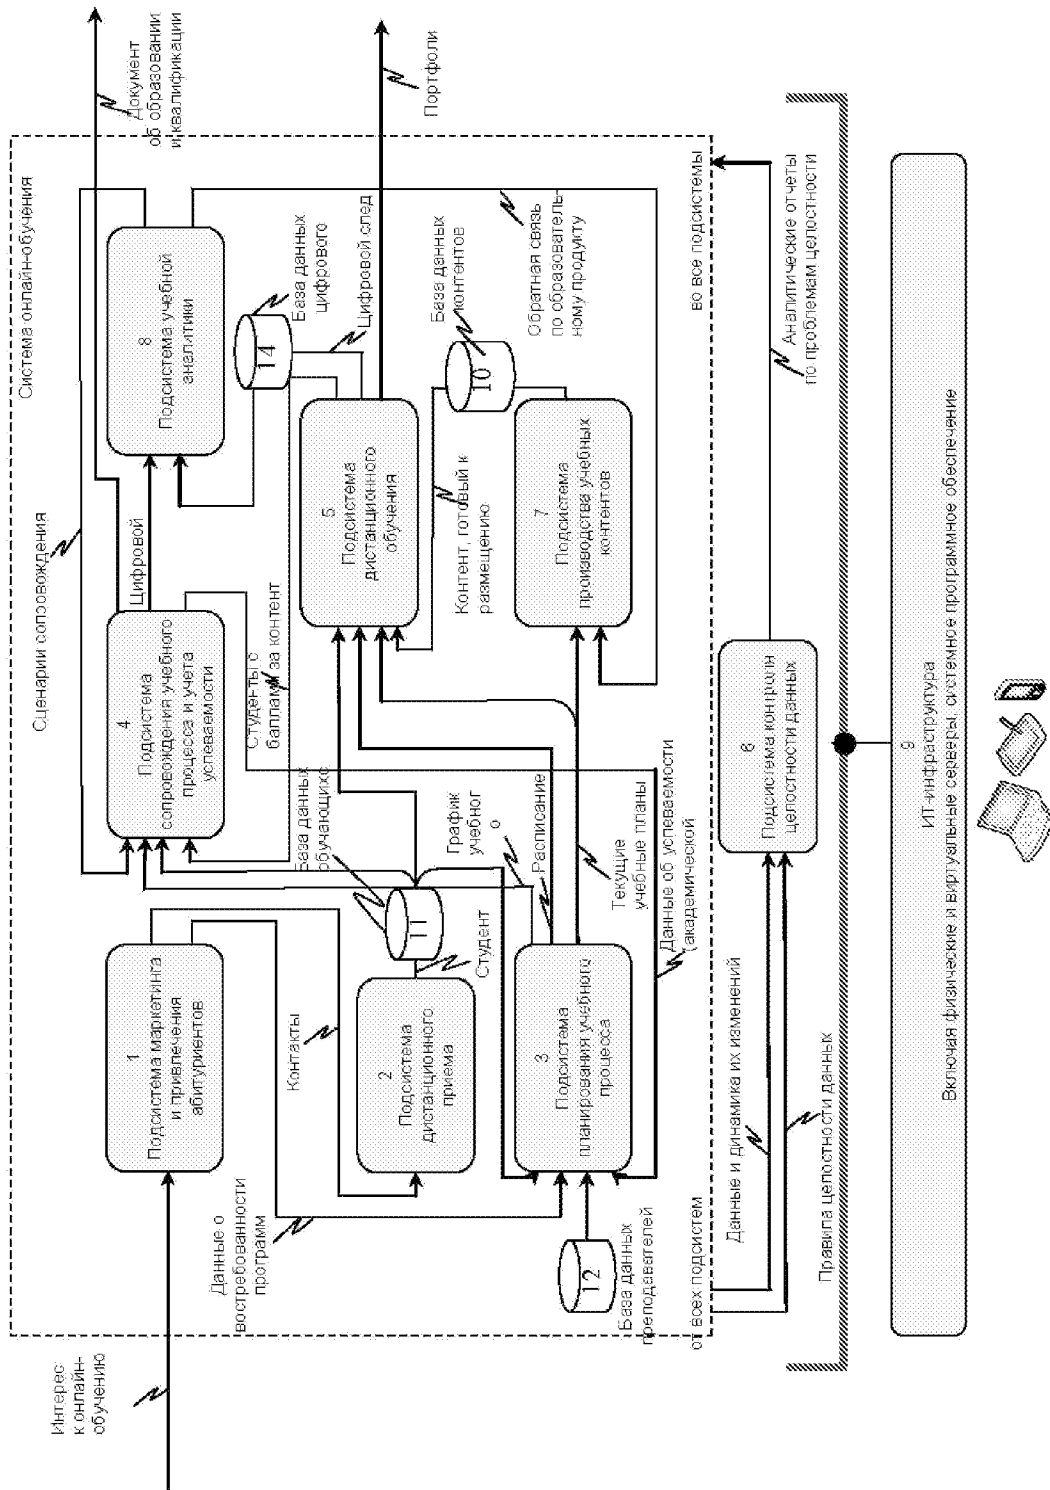 Интерес
к онлайн-
обучению
Система онлайн-обучения
Сценарии сопровождения
Документ
об образовании
и квалификации
1
Подсистема маркетинга
и привлечения
абитуриентов
4
Подсистема
сопровождения учебного
процесса и учета
успеваемости
Цифровой
8
Подсистема учебной
аналитики
Данные о
востребованности
программ
Контакты
База данных
обучающихс
Студенты с
баллами за контент
14
База данных
цифрового
Цифровой след
2
Подсистема
дистанционного
приема
11
Студент
График
учебног
о
5
Подсистема
дистанционного
обучения
Портфоли
Контент, готовый к
размещению
10
База данных
контентов
Обратная связь
по образователь-
ному продукту
12
База данных
преподавателей
3
Подсистема
планирования учебного
процесса
Расписание
Текущие
учебные планы
Данные об успеваемости
(академической
7
Подсистема
производства учебных
контентов
от всех подсистем
во все подсистемы
Данные и динамика их изменений
Правила целостности данных
6
Подсистема контроля
целостности данных
Аналитические отчеты
по проблемам целостности
9
ИТ-инфраструктура
Включая физические и виртуальные серверы, системное программное обеспечение